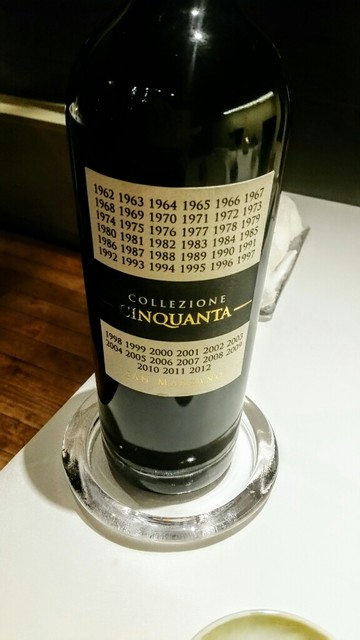 1962 1963 1964 1965 1966 1967
1968 1969 1970 1971 1972 1973
1974 1975 1976 1977 1978 1979
1980 1981 1982 1983 1984 1985
1986 1987 1988 1989 1990 1991
1992 1993 1994 1995 1996 1997
COLLEZIONE
CINQUANTA
1998 1999 2000 2001 2002 2003
2004 2005 2006 2007 2008 2009
2010 2011 2012
SAN MARZANO